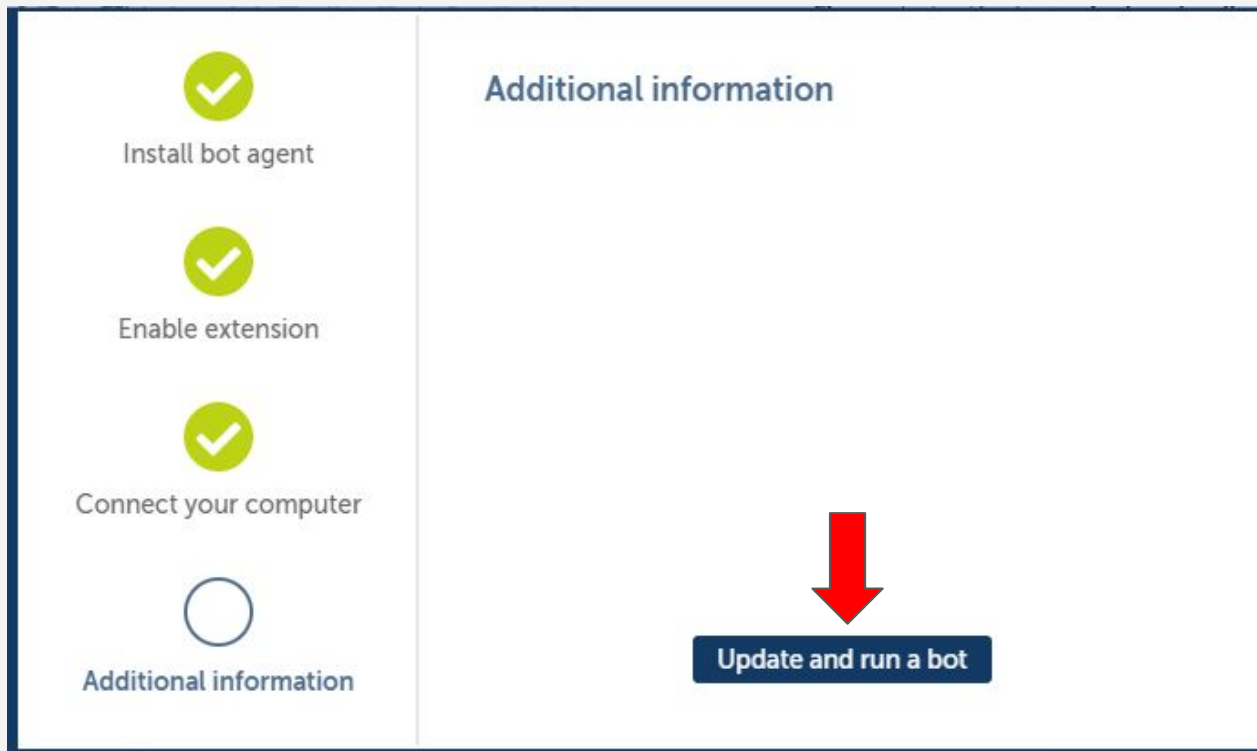 Install bot agent
Enable extension
Connect your computer
Additional information
Additional information
Update and run a bot